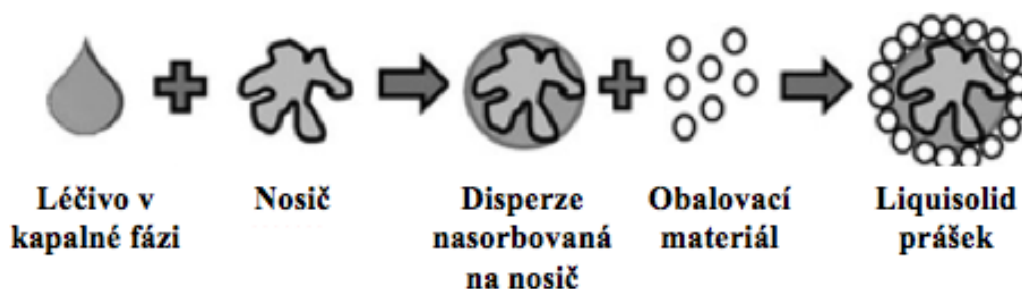 Léčivo v
kapalné fázi
Nosič
Disperze
nasorbovaná
na nosič
Obalovací
materiál
Liquisolid
prášek